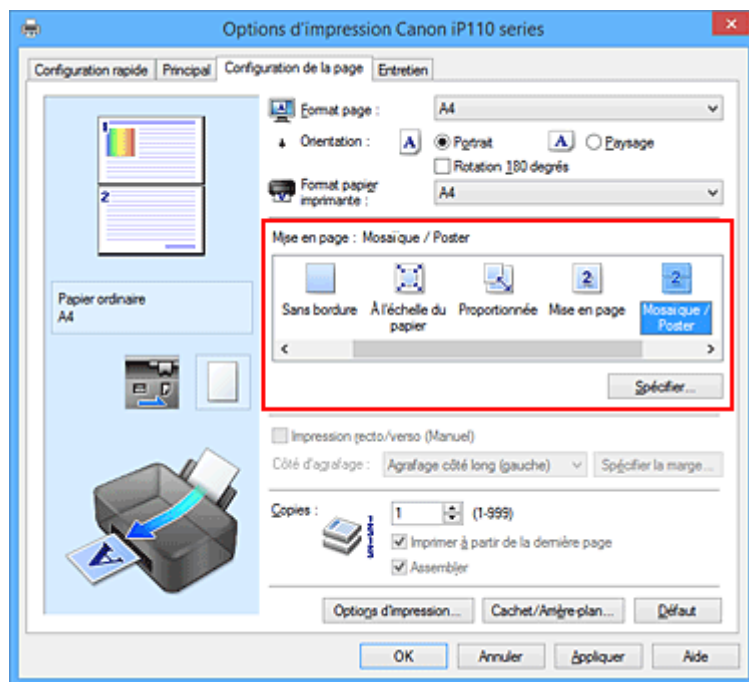 Options d'impression Canon iP110 series
Configuration rapide Principal Configuration de la page Entretien
1
2
Papier ordinaire
A4
Format page : A4
Orientation : A Portrait A Paysage
Rotation 180 degrés
Format papier
imprimante : A4
Mise en page : Mosaïque / Poster
2 2
Sans bordure À l'échelle du Proportionnée Mise en page Mosaïque /
papier Poster
Spécifier...
Impression recto/verso (Manuel)
Côté d'agrafage : Agrafage côté long (gauche) Spécifier la marge...
Copies : 1 (1-999)
Imprimer à partir de la dernière page
Assembler
A
Options d'impression... Cachet/Arrière-plan... Défaut
OK Annuler Appliquer Aide